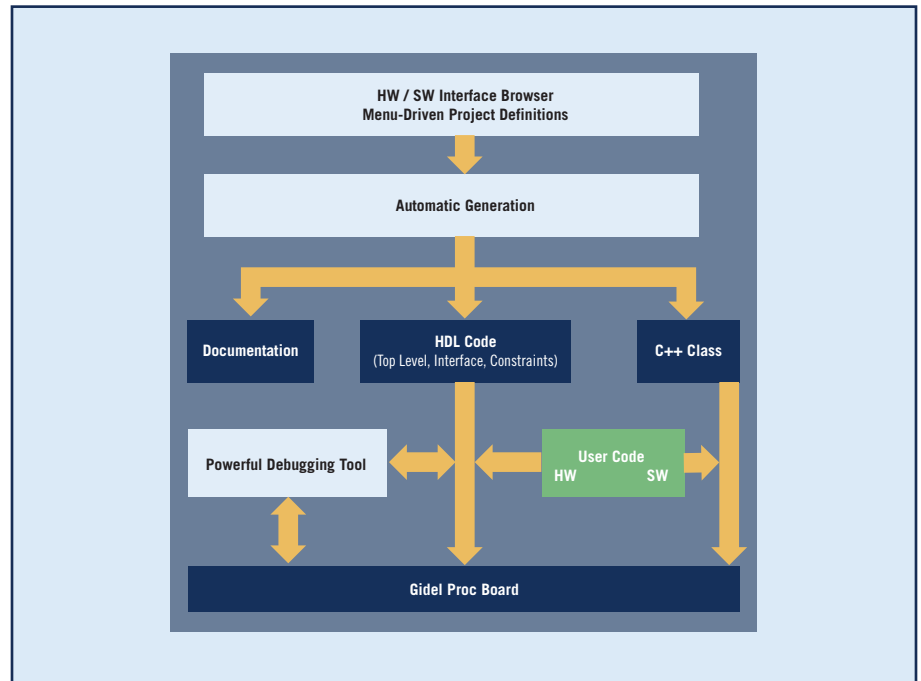 HW / SW Interface Browser
Menu-Driven Project Definitions
Automatic Generation
Documentation
HDL Code
(Top Level, Interface, Constraints)
C++ Class
Powerful Debugging Tool
User Code
HW SW
Gidel Proc Board